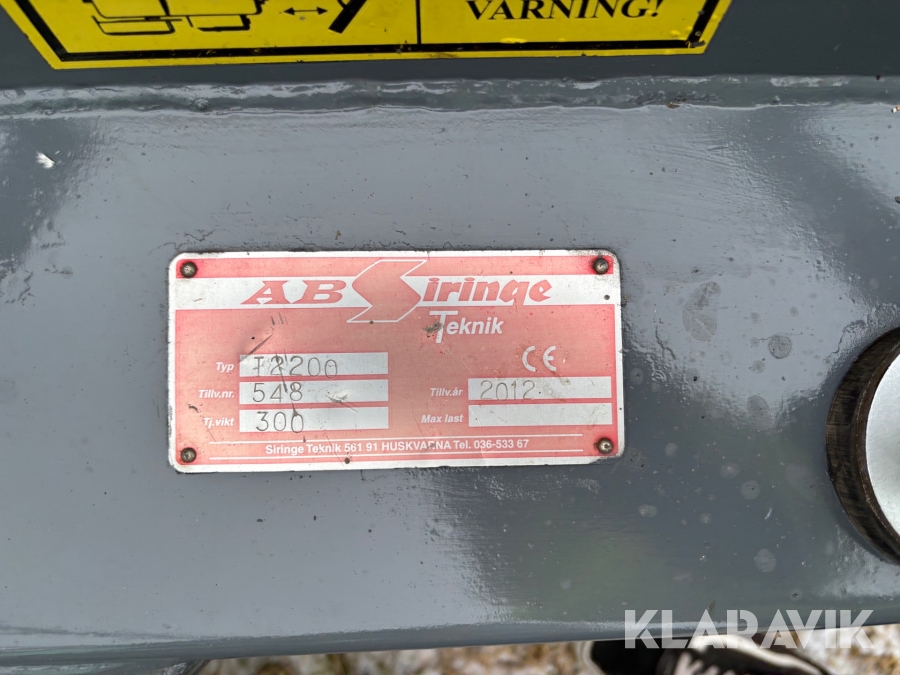 VARNING!
AB Siringe
Teknik
Typ T2200
Tillv.nr. 548
Tillv.år 2012
Tj.vikt 300
Max last
Siringe Teknik 561 91 HUSKVARNA Tel. 036-533 67
CE
KLARAVIK